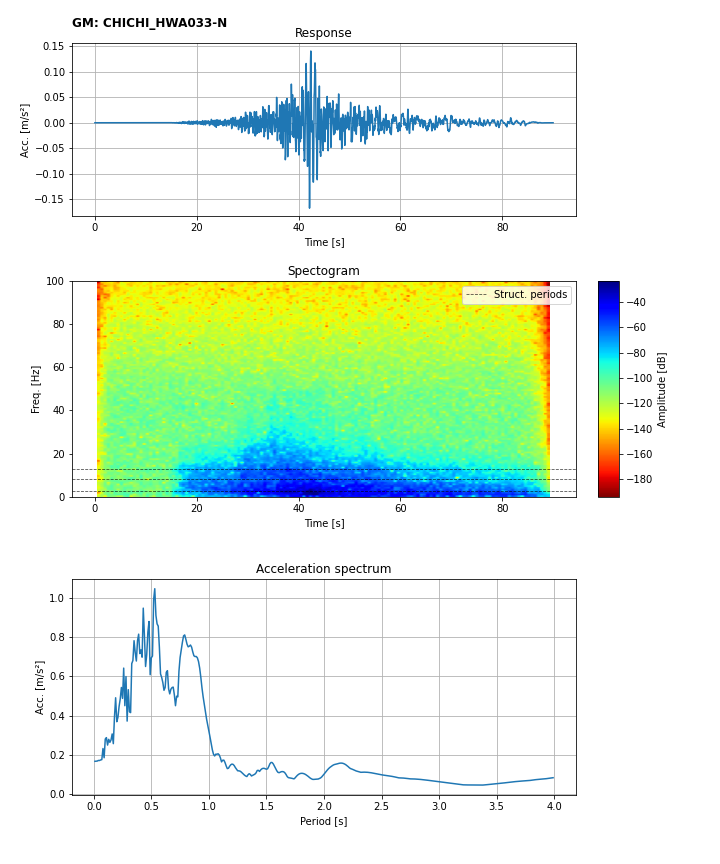 GM: CHICHI_HWA033-N
Response
0.15
0.10
0.05
0.00
−0.05
−0.10
−0.15
Acc. [m/s²]
0 20 40 60 80
Time [s]
Spectogram
100
80
60
40
20
0
Freq. [Hz]
Struct. periods
0 20 40 60 80
Time [s]
−40
−60
−80
−100
−120
−140
−160
−180
Amplitude [dB]
Acceleration spectrum
1.0
0.8
0.6
0.4
0.2
0.0
Acc. [m/s²]
0.0 0.5 1.0 1.5 2.0 2.5 3.0 3.5 4.0
Period [s]